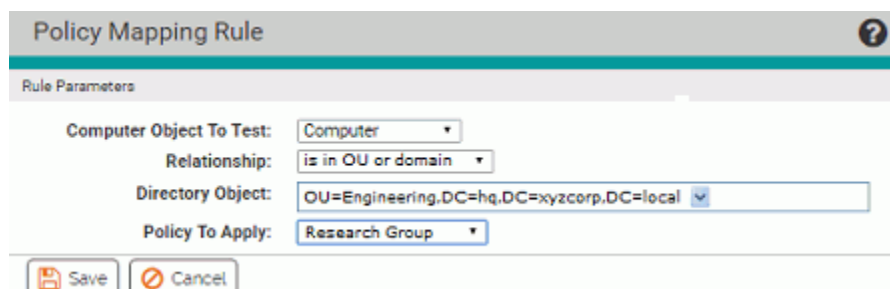 Policy Mapping Rule ?
Rule Parameters
Computer Object To Test: Computer
Relationship: is in OU or domain
Directory Object: OU=Engineering,DC=hq,DC=xyzcorp,DC=local
Policy To Apply: Research Group
Save Cancel